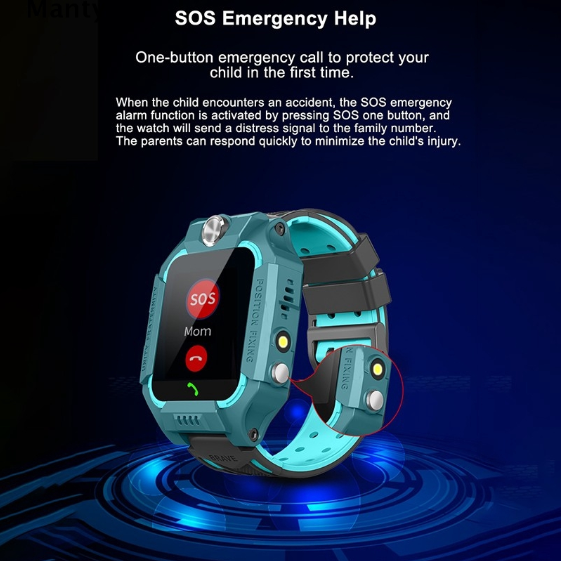 Manty
SOS Emergency Help
One-button emergency call to protect your
child in the first time.
When the child encounters an accident, the SOS emergency
alarm function is activated by pressing SOS one button, and
the watch will send a distress signal to the family number.
The parents can respond quickly to minimize the child's injury.
SOS
Mom
POSITICK FIXING
FIXING
BRAVE